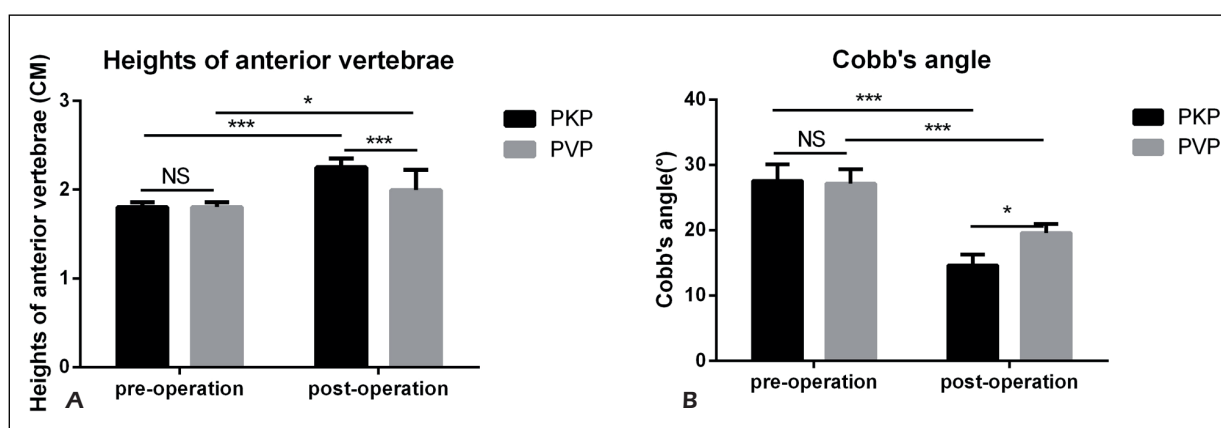 Heights of anterior vertebrae
Heights of anterior vertebrae (CM)
3
2
1
0
NS
***
*
***
PKP
PVP
pre-operation
post-operation
A
Cobb's angle
Cobb's angle(°)
40
30
20
10
0
***
NS
***
*
PKP
PVP
pre-operation
post-operation
B